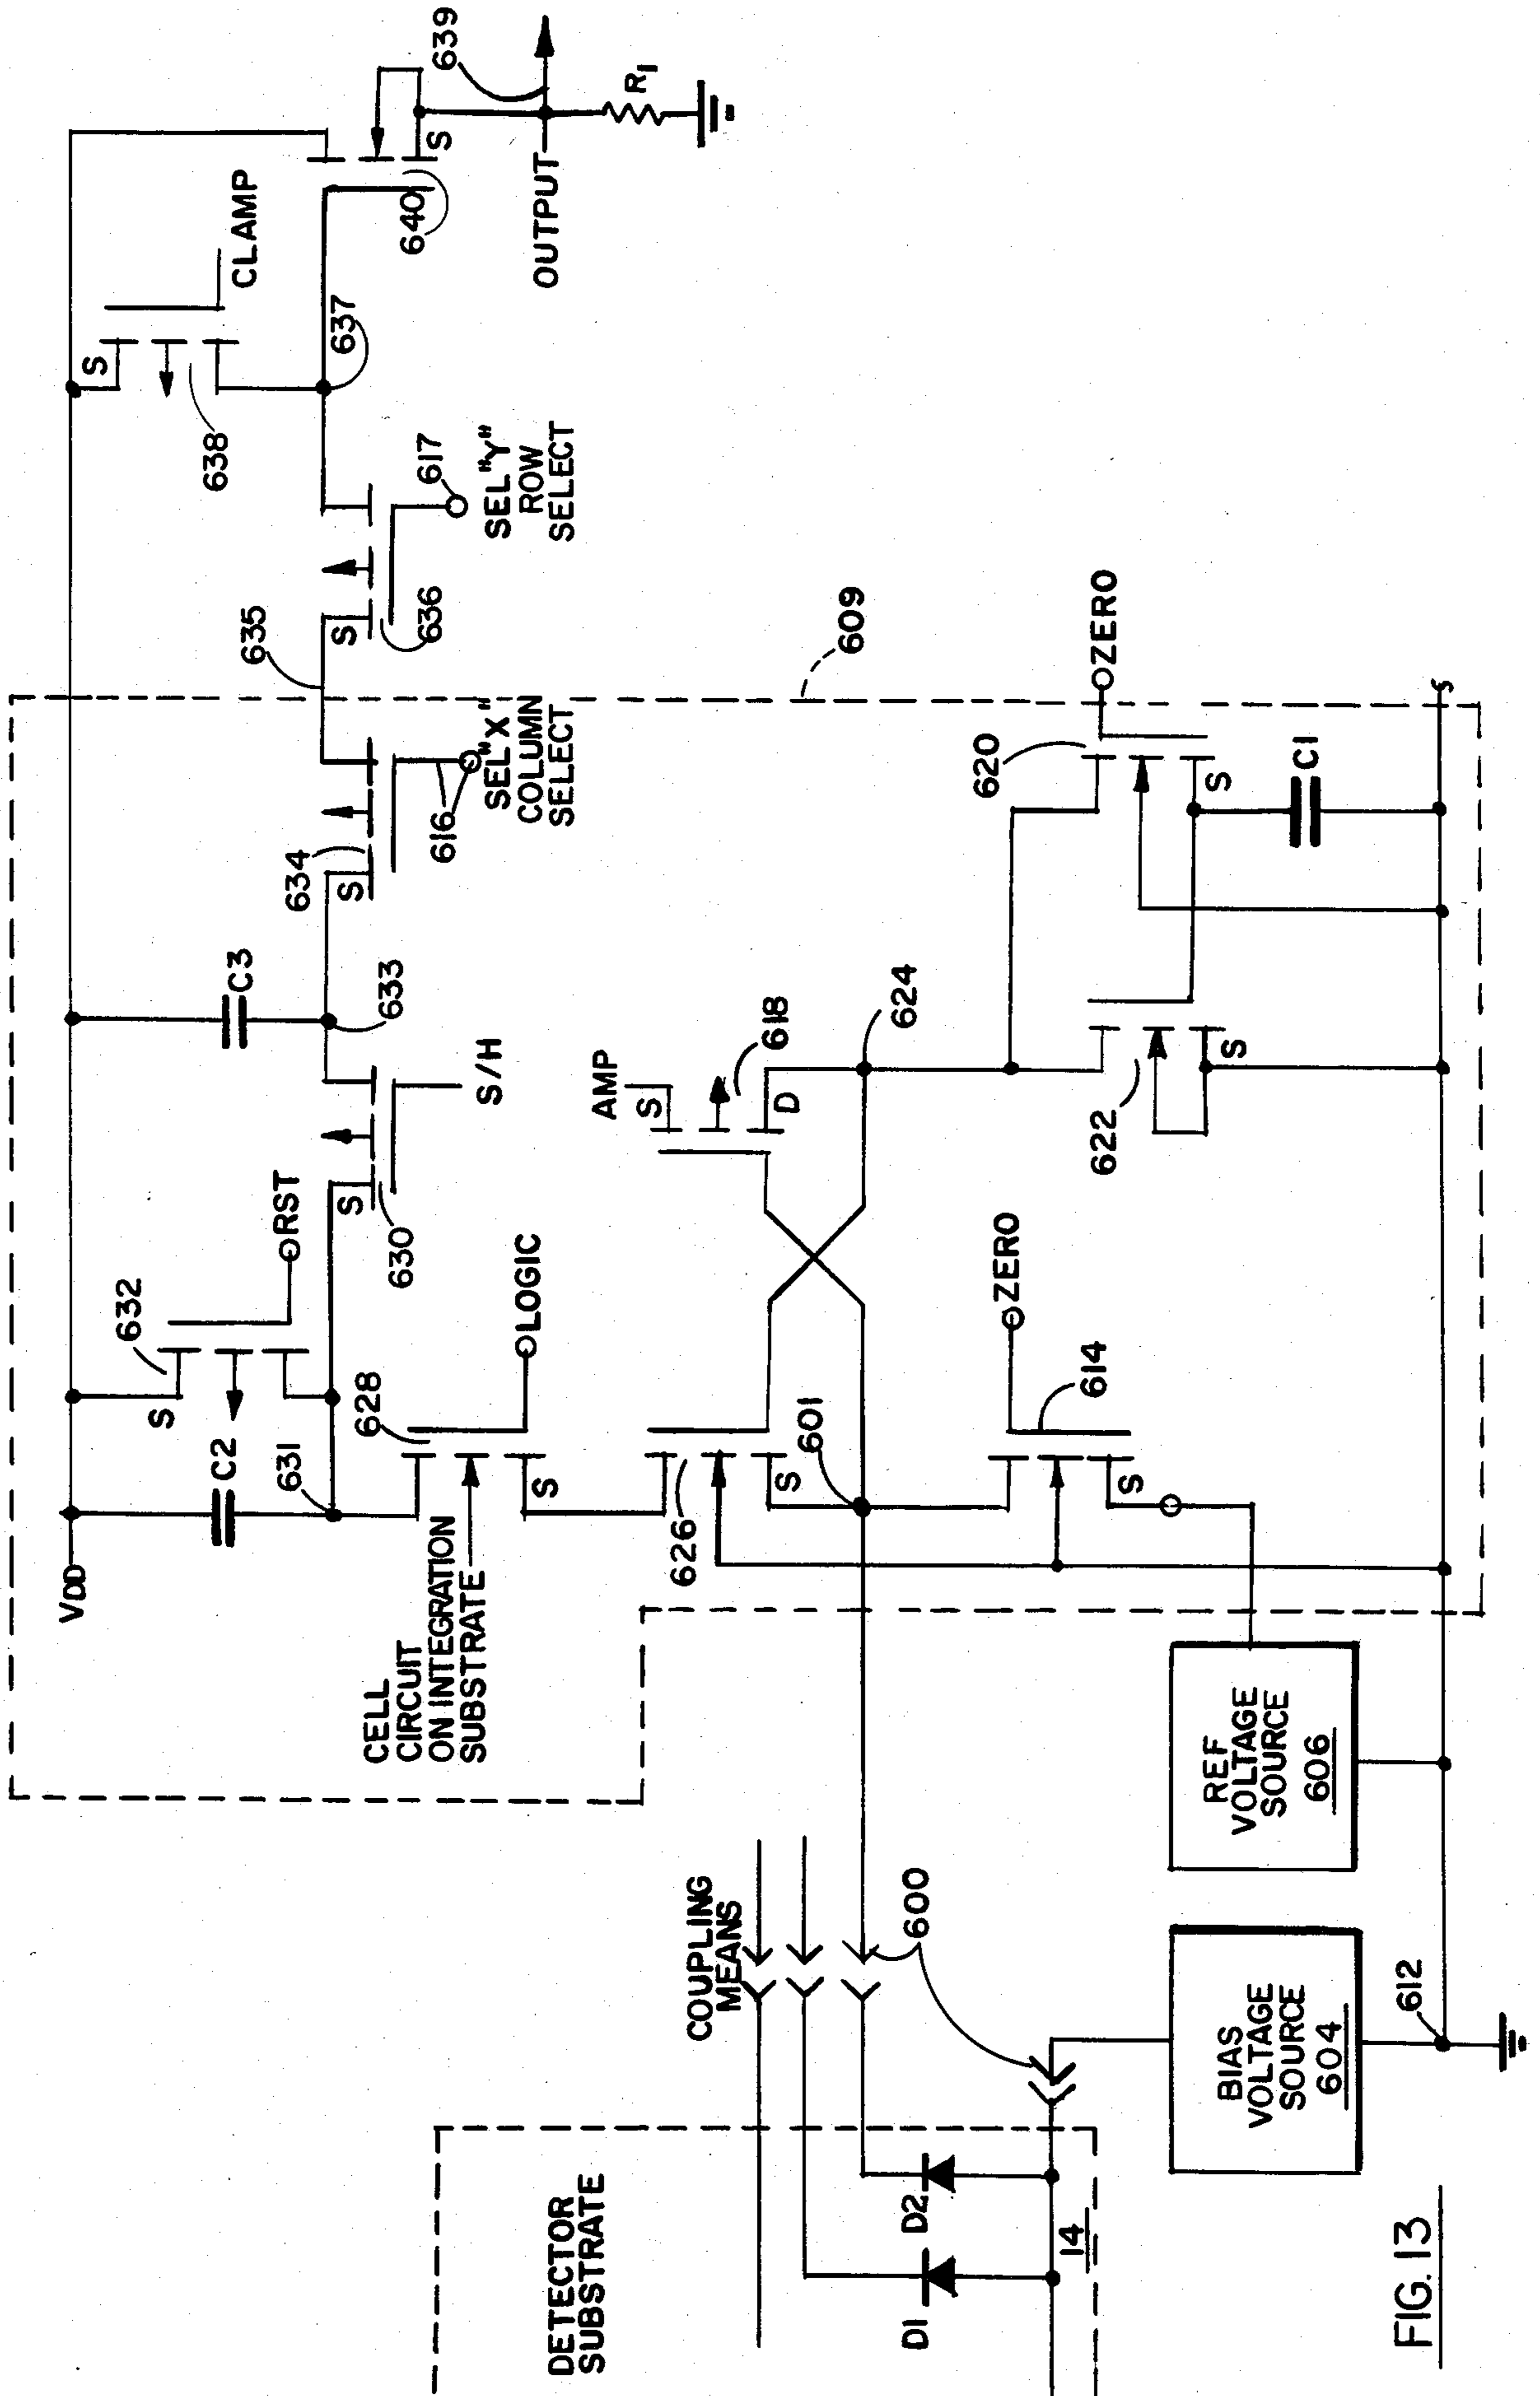 VDD
C2
S
632
RST
631
628
S
LOGIC
CELL
CIRCUIT
ON INTEGRATION
SUBSTRATE
S
630
S/H
C3
633
634
S
616
SEL "X"
COLUMN
SELECT
635
S
636
617
SEL "Y"
ROW
SELECT
638
S
CLAMP
637
640
S
639
OUTPUT
R1
609
626
S
601
AMP
S
618
D
624
ZERO
614
S
622
S
620
S
C1
ZERO
S
DETECTOR
SUBSTRATE
COUPLING
MEANS
600
D1
D2
14
BIAS
VOLTAGE
SOURCE
604
REF
VOLTAGE
SOURCE
606
612
FIG. 13